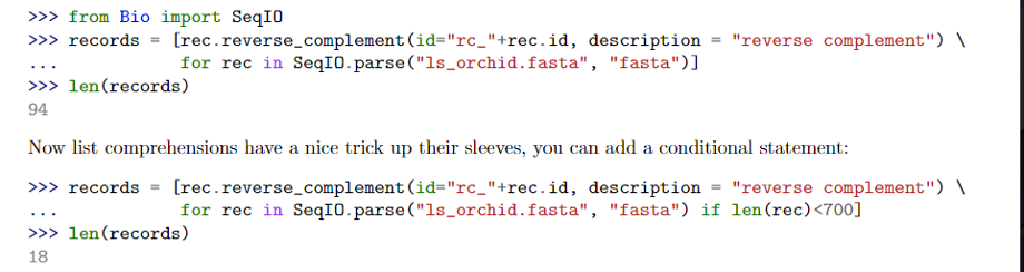 >>> from Bio import SeqIO
>>> records = [rec.reverse_complement(id="rc_"+rec.id, description = "reverse complement") \
...            for rec in SeqIO.parse("ls_orchid.fasta", "fasta")]
>>> len(records)
94
Now list comprehensions have a nice trick up their sleeves, you can add a conditional statement:
>>> records = [rec.reverse_complement(id="rc_"+rec.id, description = "reverse complement") \
...            for rec in SeqIO.parse("ls_orchid.fasta", "fasta") if len(rec)<700]
>>> len(records)
18